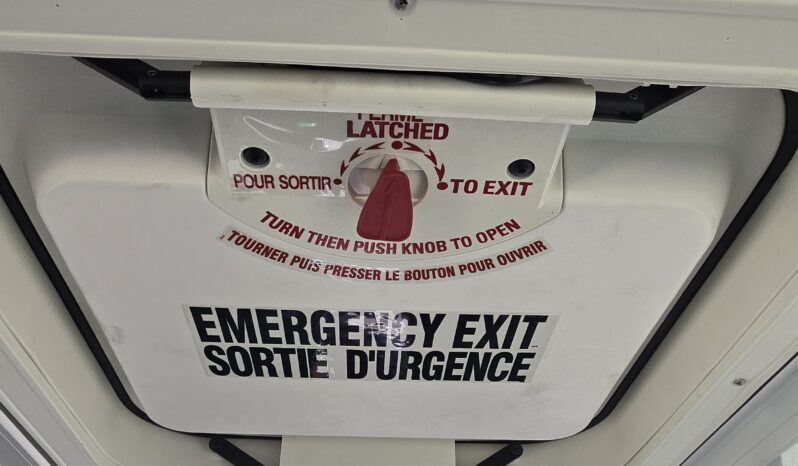 FERMÉ
LATCHED
POUR SORTIR TO EXIT
TURN THEN PUSH KNOB TO OPEN
TOURNER PUIS PRESSER LE BOUTON POUR OUVRIR
EMERGENCY EXIT
SORTIE D'URGENCE